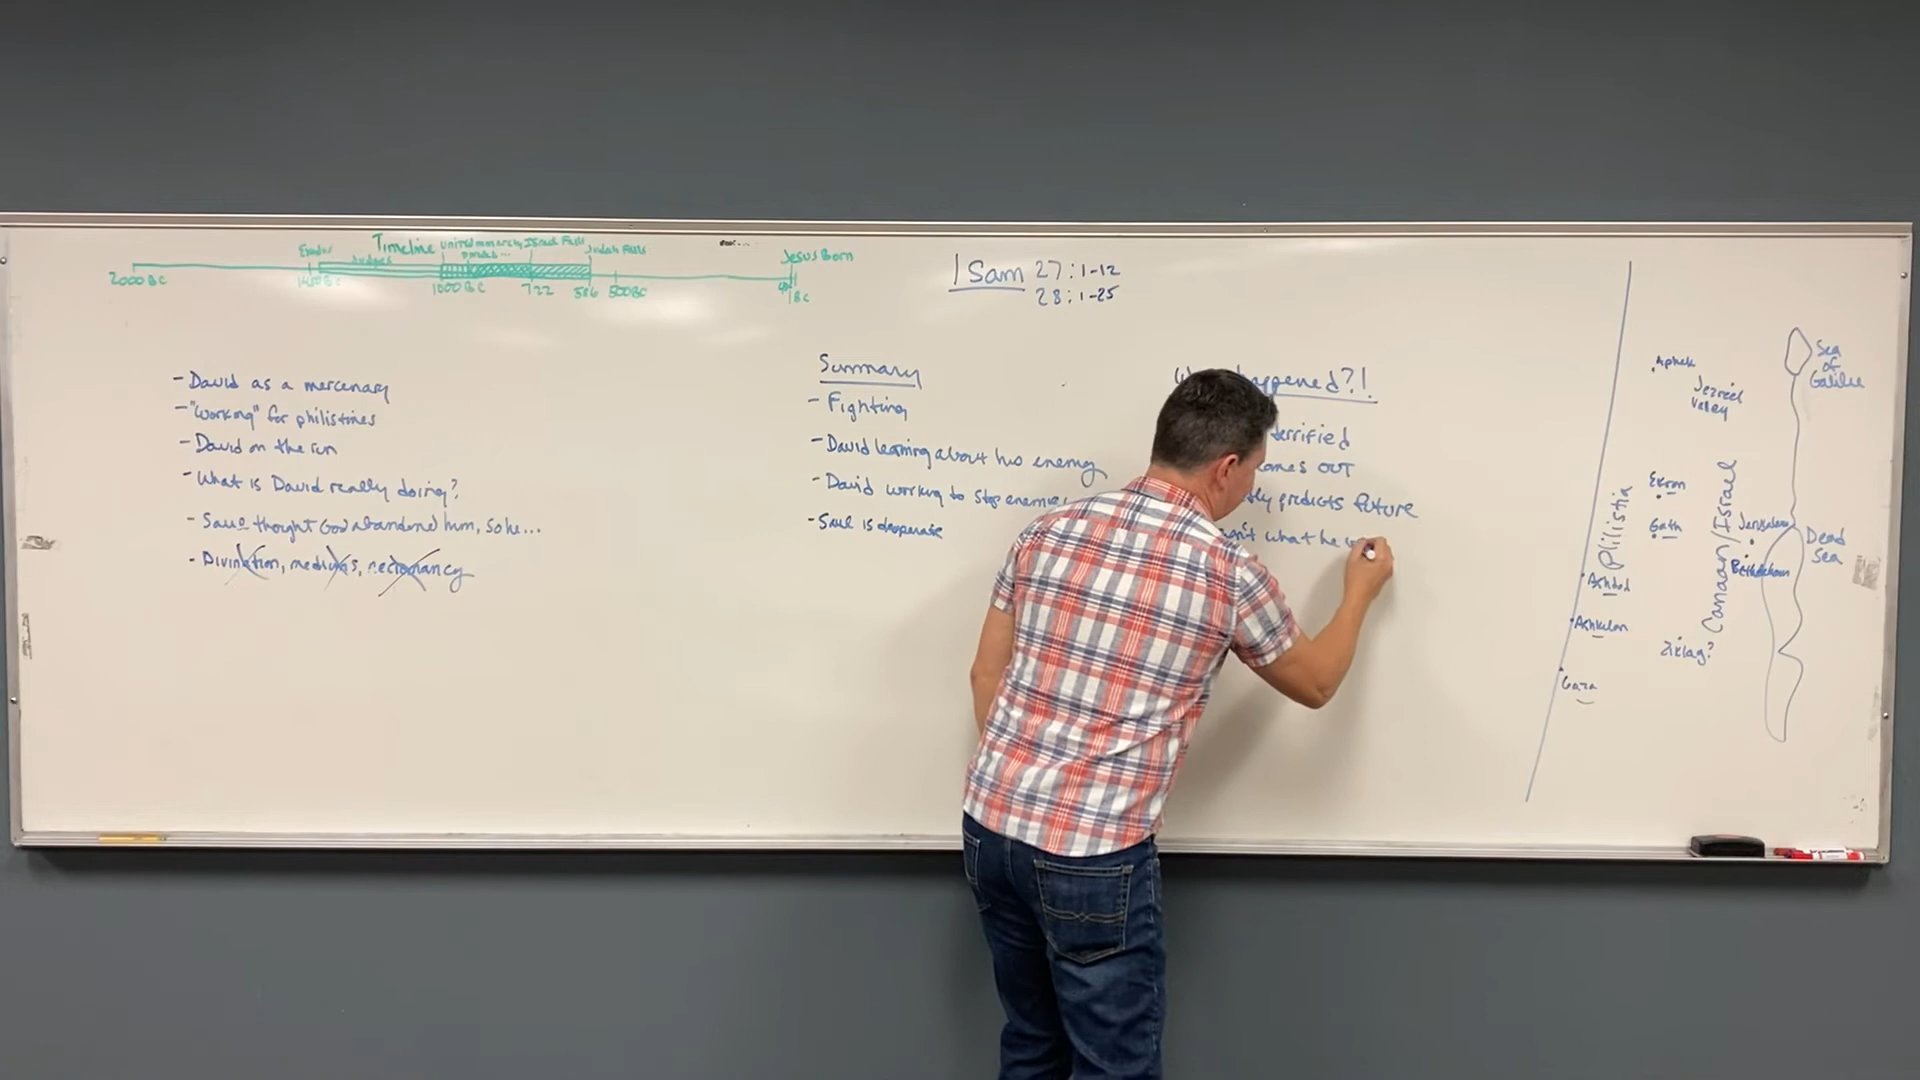 Timeline
Exodus
Judges
united monarchy
Israel Falls
Judah Falls
Jesus Born
2000 BC
1000 BC
722
586
500 BC
1 BC
1 Sam 27:1-12
28:1-25
- David as a mercenary
- "Working" for philistines
- David on the run
- What is David really doing?
- Saul thought God abandoned him, so he...
- Divination, mediums, necromancy
Summary
- Fighting
- David learning about his enemy
- David working to stop enemies
- Saul is desperate
happened?!
terrified
comes out
predicts future
what he
Sea of Galilee
Aphek
Jezreel Valley
Philistia
Canaan/Israel
Ekron
Gath
Jerusalem
Dead Sea
Bethlehem
Ashdod
Ashkelon
Ziklag?
Gaza